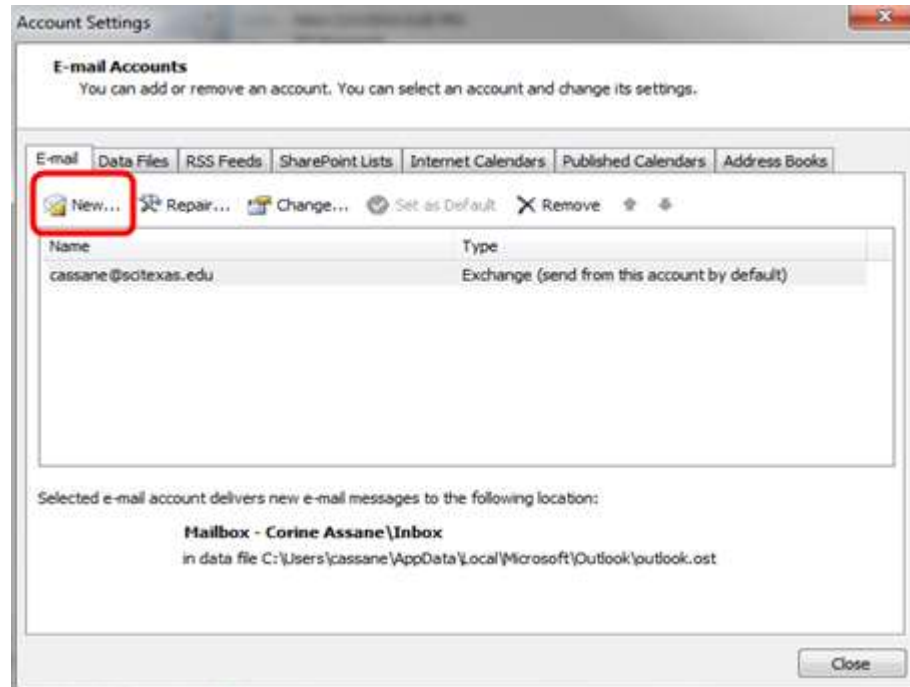 Account Settings
E-mail Accounts
You can add or remove an account. You can select an account and change its settings.
E-mail Data Files RSS Feeds SharePoint Lists Internet Calendars Published Calendars Address Books
New... Repair... Change... Set as Default Remove
Name Type
cassane@scitexas.edu Exchange (send from this account by default)
Selected e-mail account delivers new e-mail messages to the following location:
Mailbox - Corine Assane\Inbox
in data file C:\Users\cassane\AppData\Local\Microsoft\Outlook\outlook.ost
Close